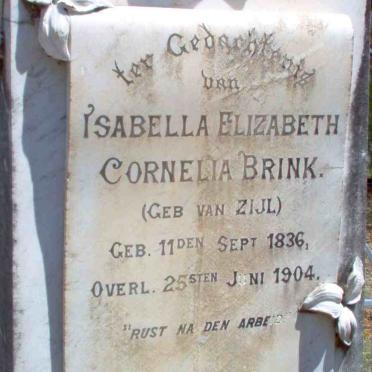 ter Gedachtenis
van
ISABELLA ELIZABETH
CORNELIA BRINK.
(GEB VAN ZIJL)
GEB. 11DEN SEPT 1836,
OVERL. 25STEN JUNI 1904.
"RUST NA DEN ARBEID"